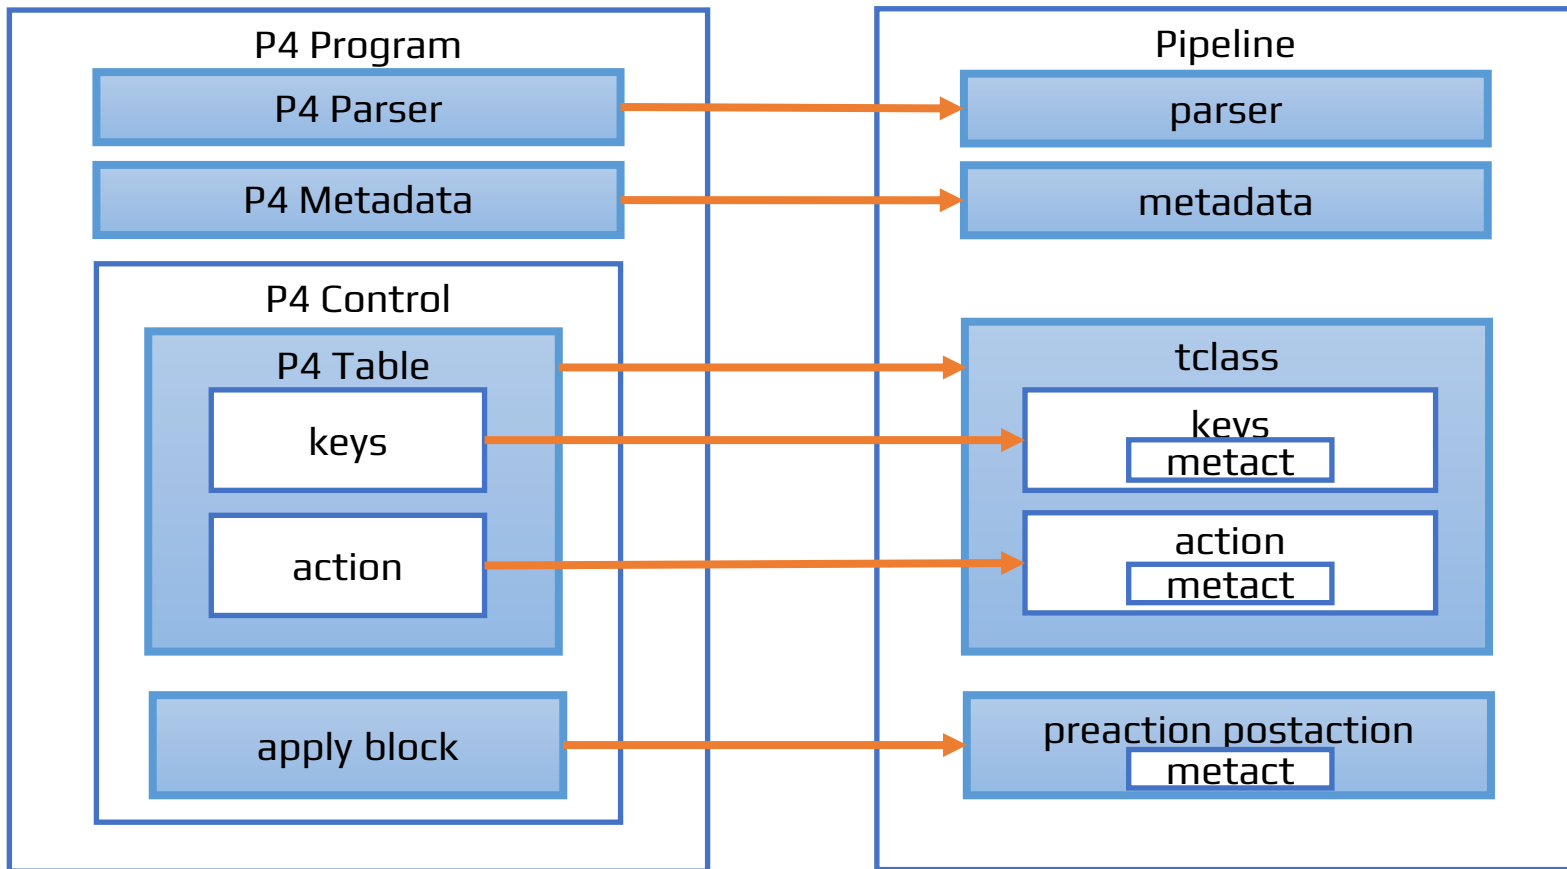 P4 Program
P4 Parser
P4 Metadata
P4 Control
P4 Table
keys
action
apply block
Pipeline
parser
metadata
tclass
keys
metact
action
metact
preaction postaction
metact